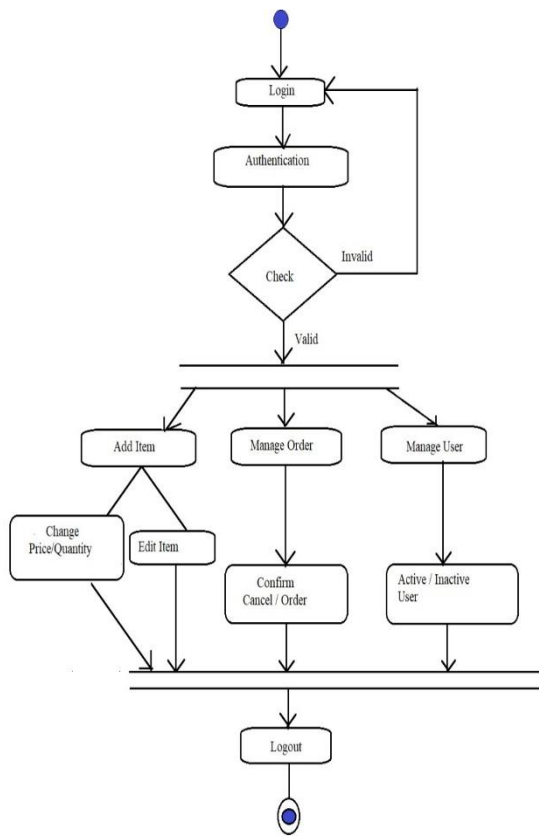 Login
Authentication
Check
Invalid
Valid
Add Item
Manage Order
Manage User
Change
Price/Quantity
Edit Item
Confirm
Cancel / Order
Active / Inactive
User
Logout